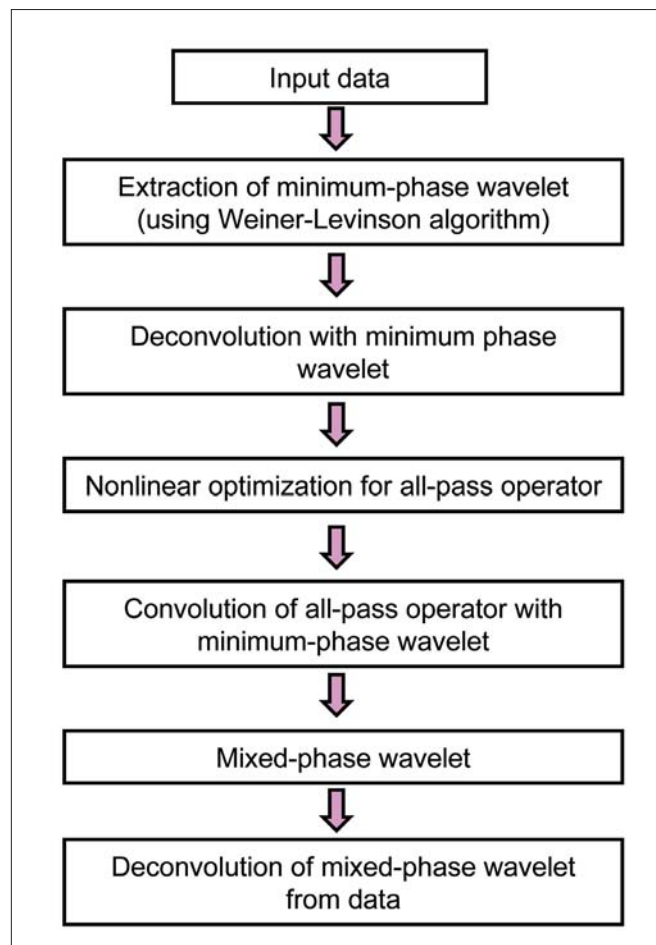 Input data
Extraction of minimum-phase wavelet
(using Weiner-Levinson algorithm)
Deconvolution with minimum phase
wavelet
Nonlinear optimization for all-pass operator
Convolution of all-pass operator with
minimum-phase wavelet
Mixed-phase wavelet
Deconvolution of mixed-phase wavelet
from data